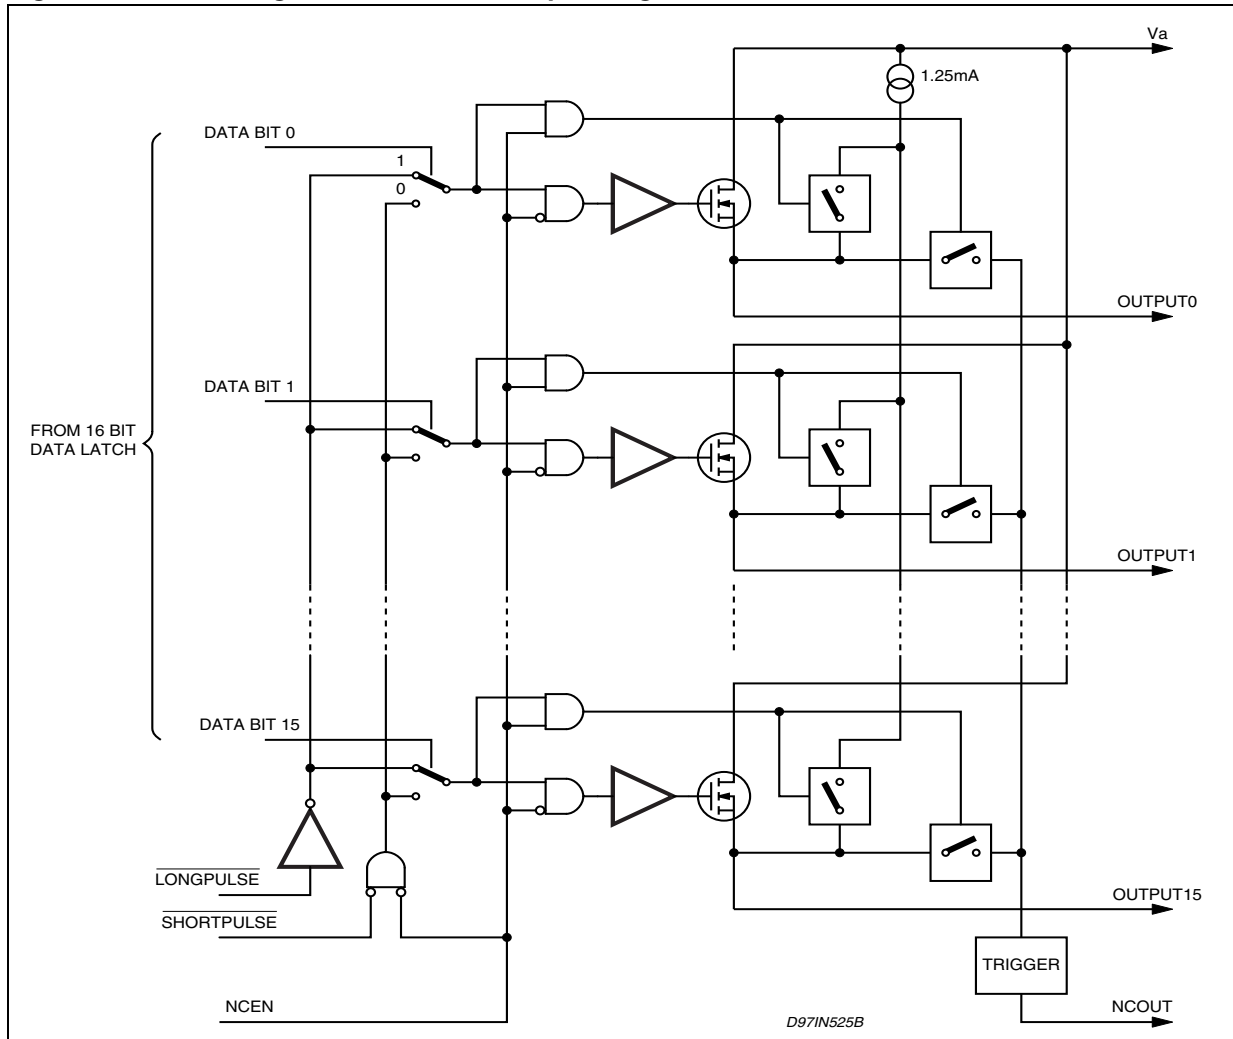 Va
1.25mA
DATA BIT 0
1
0
OUTPUT0
DATA BIT 1
FROM 16 BIT
DATA LATCH
OUTPUT1
DATA BIT 15
LONGPULSE
SHORTPULSE
OUTPUT15
TRIGGER
NCEN
NCOUT
D97IN525B